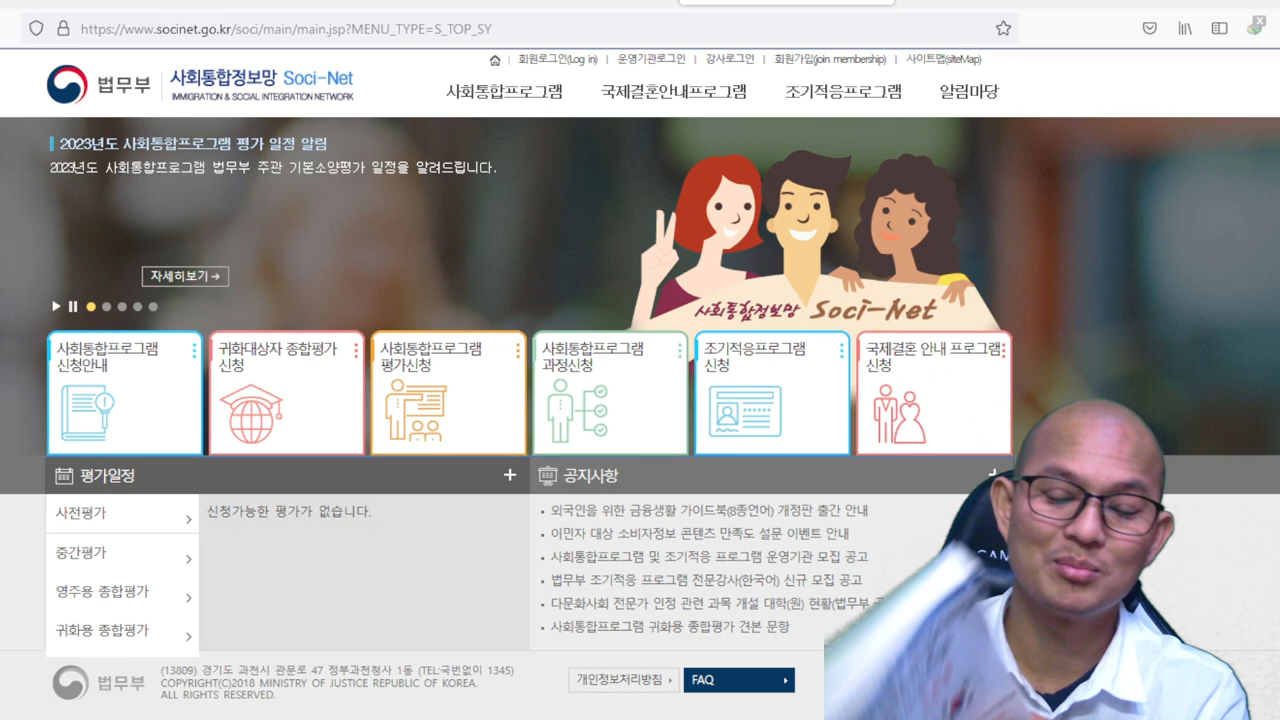 https://www.socinet.go.kr/soci/main/main.jsp?MENU_TYPE=S_TOP_SY
회원로그인(Log in) | 운영기관로그인 | 강사로그인 | 회원가입(join membership) | 사이트맵(siteMap)
법무부 사회통합정보망 Soci-Net
IMMIGRATION & SOCIAL INTEGRATION NETWORK
사회통합프로그램 국제결혼안내프로그램 조기적응프로그램 알림마당
2023년도 사회통합프로그램 평가 일정 알림
2023년도 사회통합프로그램 법무부 주관 기본소양평가 일정을 알려드립니다.
자세히보기→
사회통합정보망 Soci-Net
사회통합프로그램
신청안내
귀화대상자 종합평가
신청
사회통합프로그램
평가신청
사회통합프로그램
과정신청
조기적응프로그램
신청
국제결혼 안내 프로그램
신청
평가일정 +
사전평가
중간평가
영주용 종합평가
귀화용 종합평가
신청가능한 평가가 없습니다.
공지사항
외국인을 위한 금융생활 가이드북(8종언어) 개정판 출간 안내
이민자 대상 소비자정보 콘텐츠 만족도 설문 이벤트 안내
사회통합프로그램 및 조기적응 프로그램 운영기관 모집 공고
법무부 조기적응 프로그램 전문강사(한국어) 신규 모집 공고
다문화사회 전문가 인정 관련 과목 개설 대학(원) 현황(법무부
사회통합프로그램 귀화용 종합평가 견본 문항
GAM
법무부
(13809) 경기도 과천시 관문로 47 정부과천청사 1동 (TEL:국번없이 1345)
COPYRIGHT(C)2018 MINISTRY OF JUSTICE REPUBLIC OF KOREA.
ALL RIGHTS RESERVED.
개인정보처리방침
FAQ